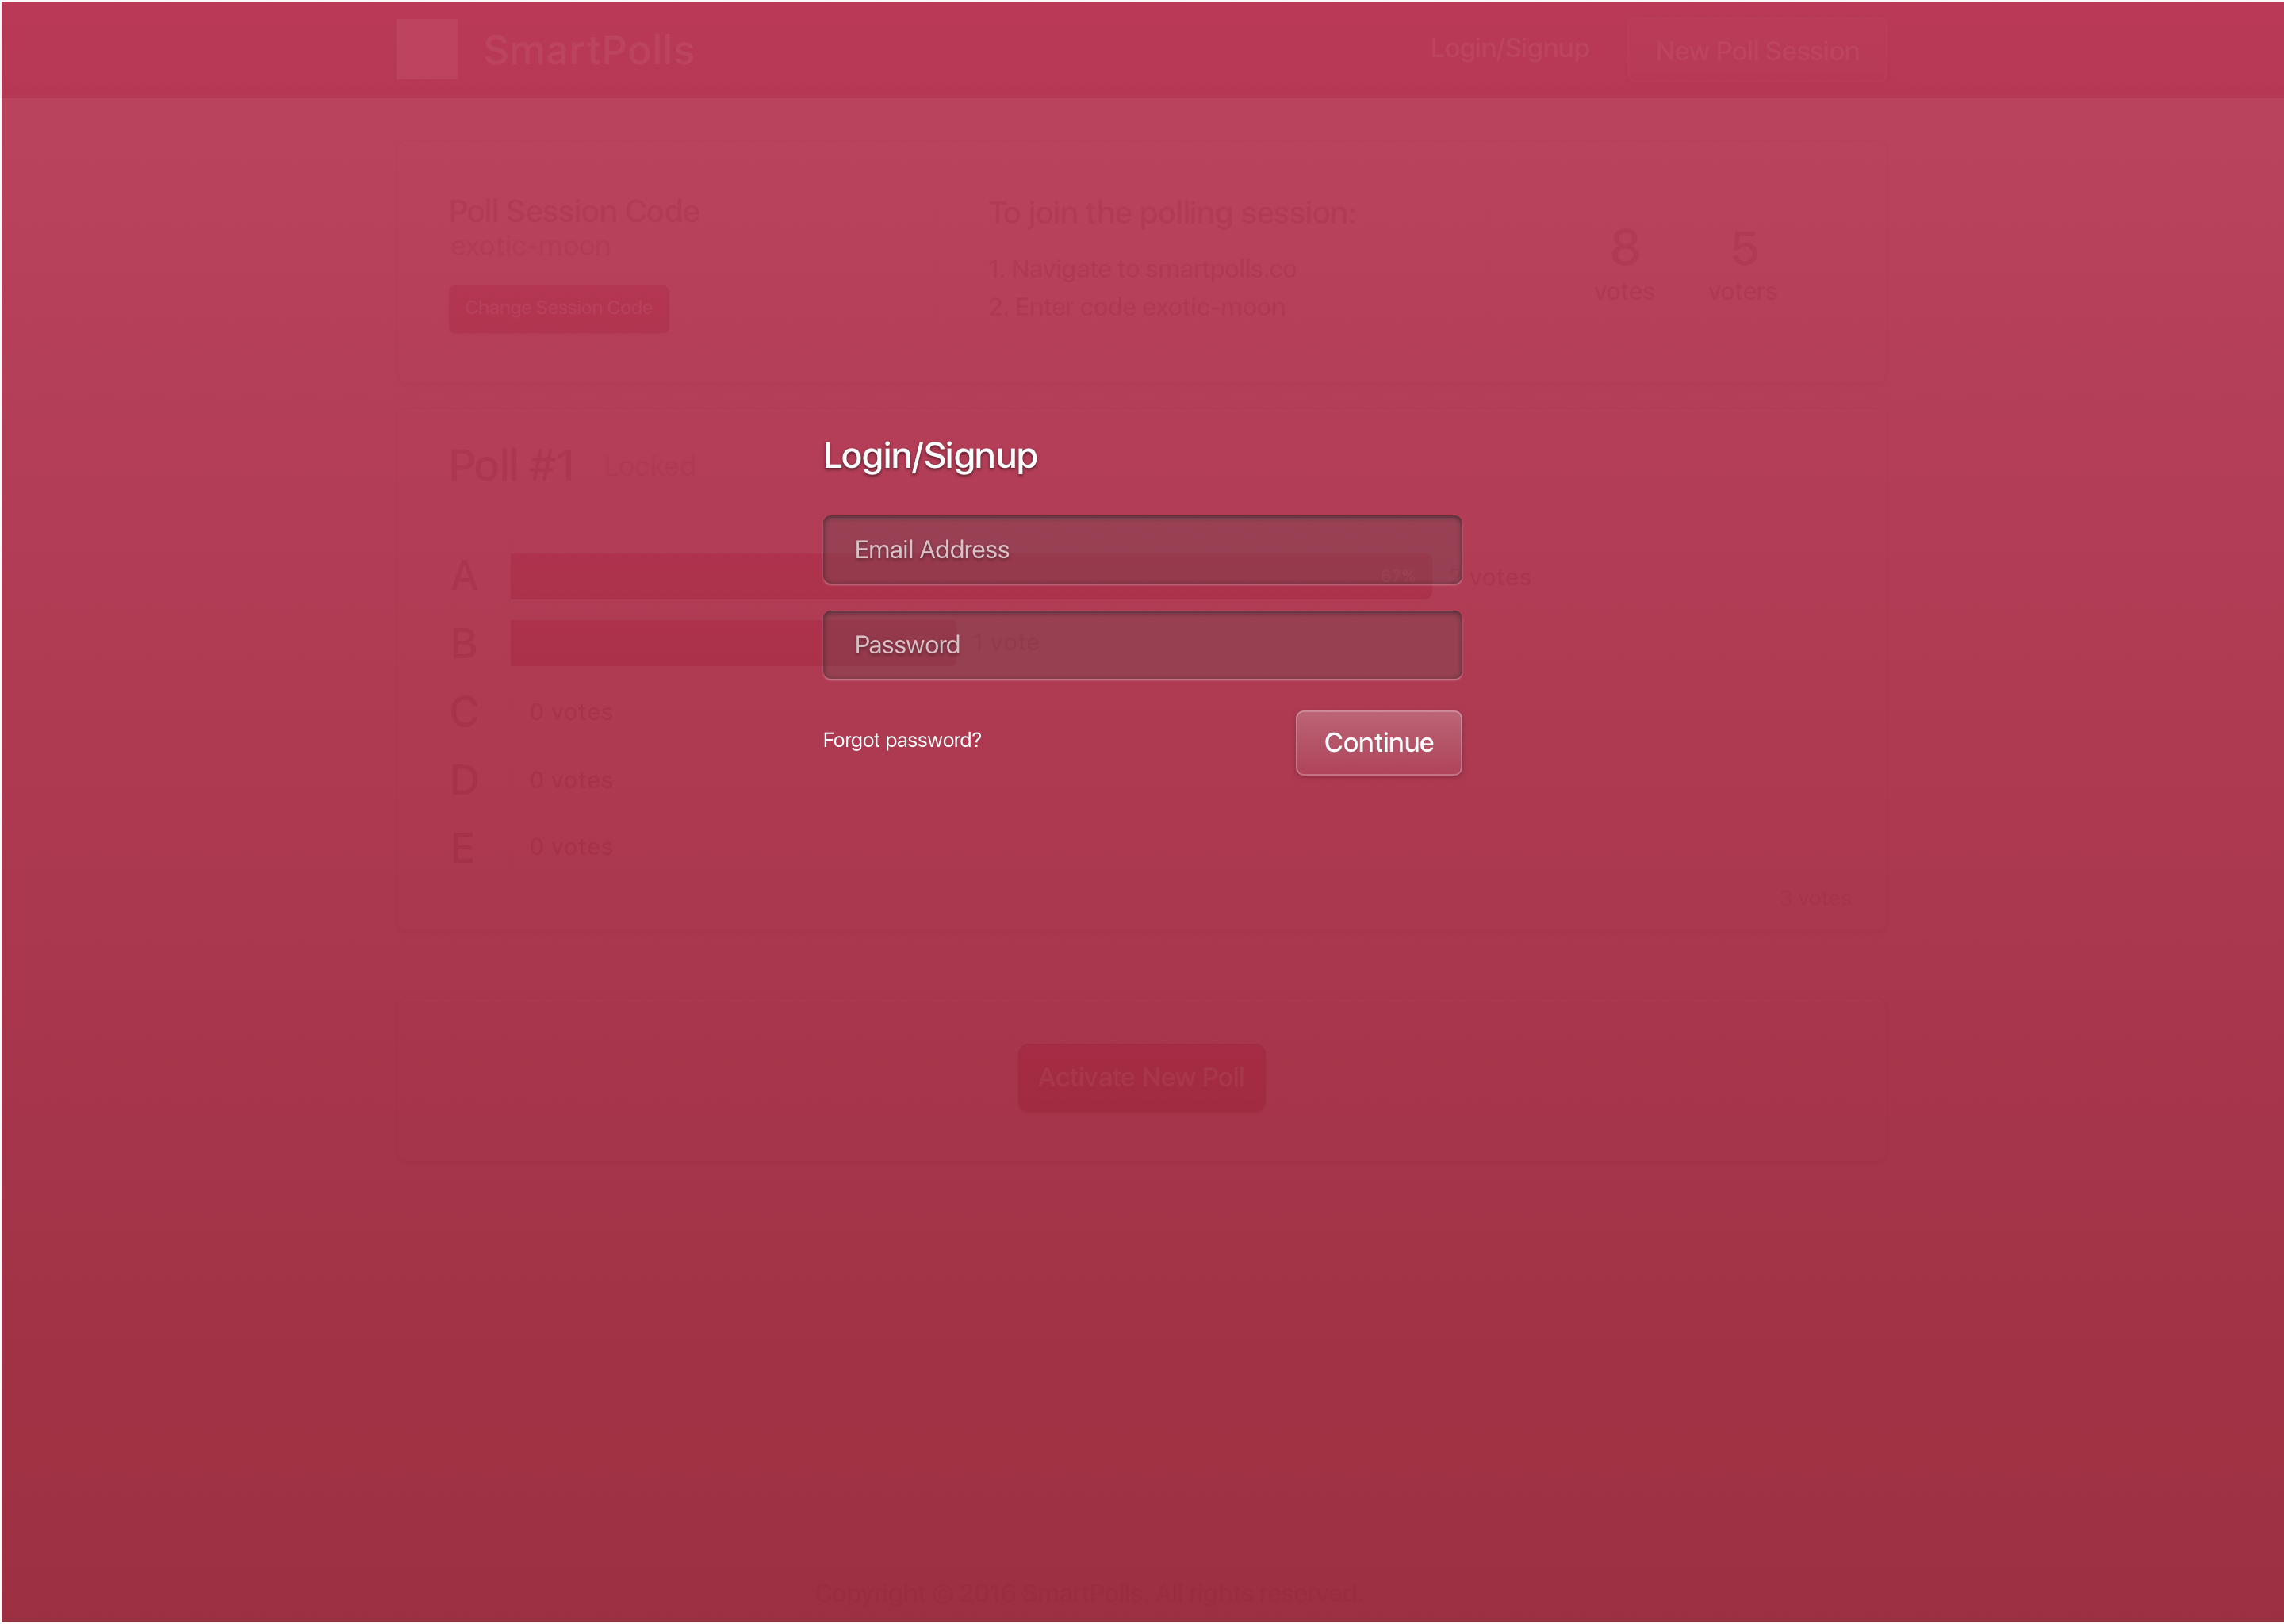 SmartPolls
Login/Signup
New Poll Session
Poll Session Code
exotic-moon
Change Session Code
To join the polling session:
1. Navigate to smartpolls.co
2. Enter code exotic-moon
8
votes
5
voters
Poll #1
Locked
Login/Signup
Email Address
A
67%
votes
B
Password
1 vote
C
0 votes
Forgot password?
Continue
D
0 votes
E
0 votes
3 votes
Activate New Poll
Copyright © 2016 SmartPolls. All rights reserved